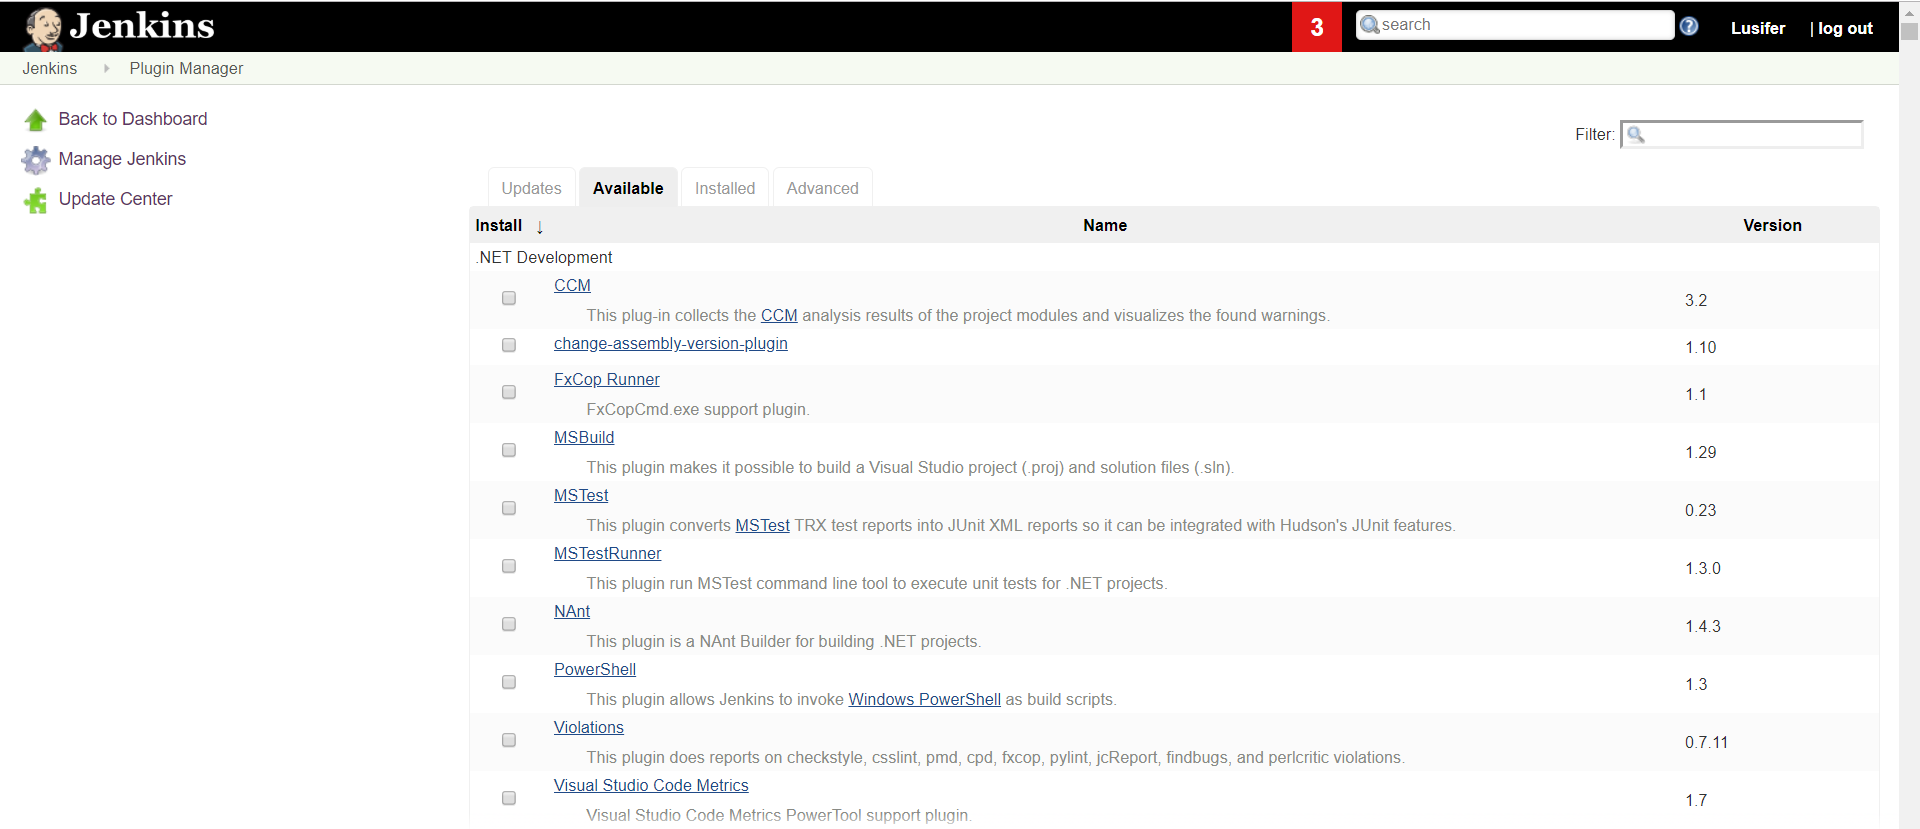 Jenkins
3
search
?
Lusifer
| log out
Jenkins
Plugin Manager
Back to Dashboard
Manage Jenkins
Update Center
Filter:
Updates
Available
Installed
Advanced
Install ↓
Name
Version
.NET Development
CCM
This plug-in collects the CCM analysis results of the project modules and visualizes the found warnings.
3.2
change-assembly-version-plugin
1.10
FxCop Runner
FxCopCmd.exe support plugin.
1.1
MSBuild
This plugin makes it possible to build a Visual Studio project (.proj) and solution files (.sln).
1.29
MSTest
This plugin converts MSTest TRX test reports into JUnit XML reports so it can be integrated with Hudson's JUnit features.
0.23
MSTestRunner
This plugin run MSTest command line tool to execute unit tests for .NET projects.
1.3.0
NAnt
This plugin is a NAnt Builder for building .NET projects.
1.4.3
PowerShell
This plugin allows Jenkins to invoke Windows PowerShell as build scripts.
1.3
Violations
This plugin does reports on checkstyle, csslint, pmd, cpd, fxcop, pylint, jcReport, findbugs, and perlcritic violations.
0.7.11
Visual Studio Code Metrics
Visual Studio Code Metrics PowerTool support plugin.
1.7